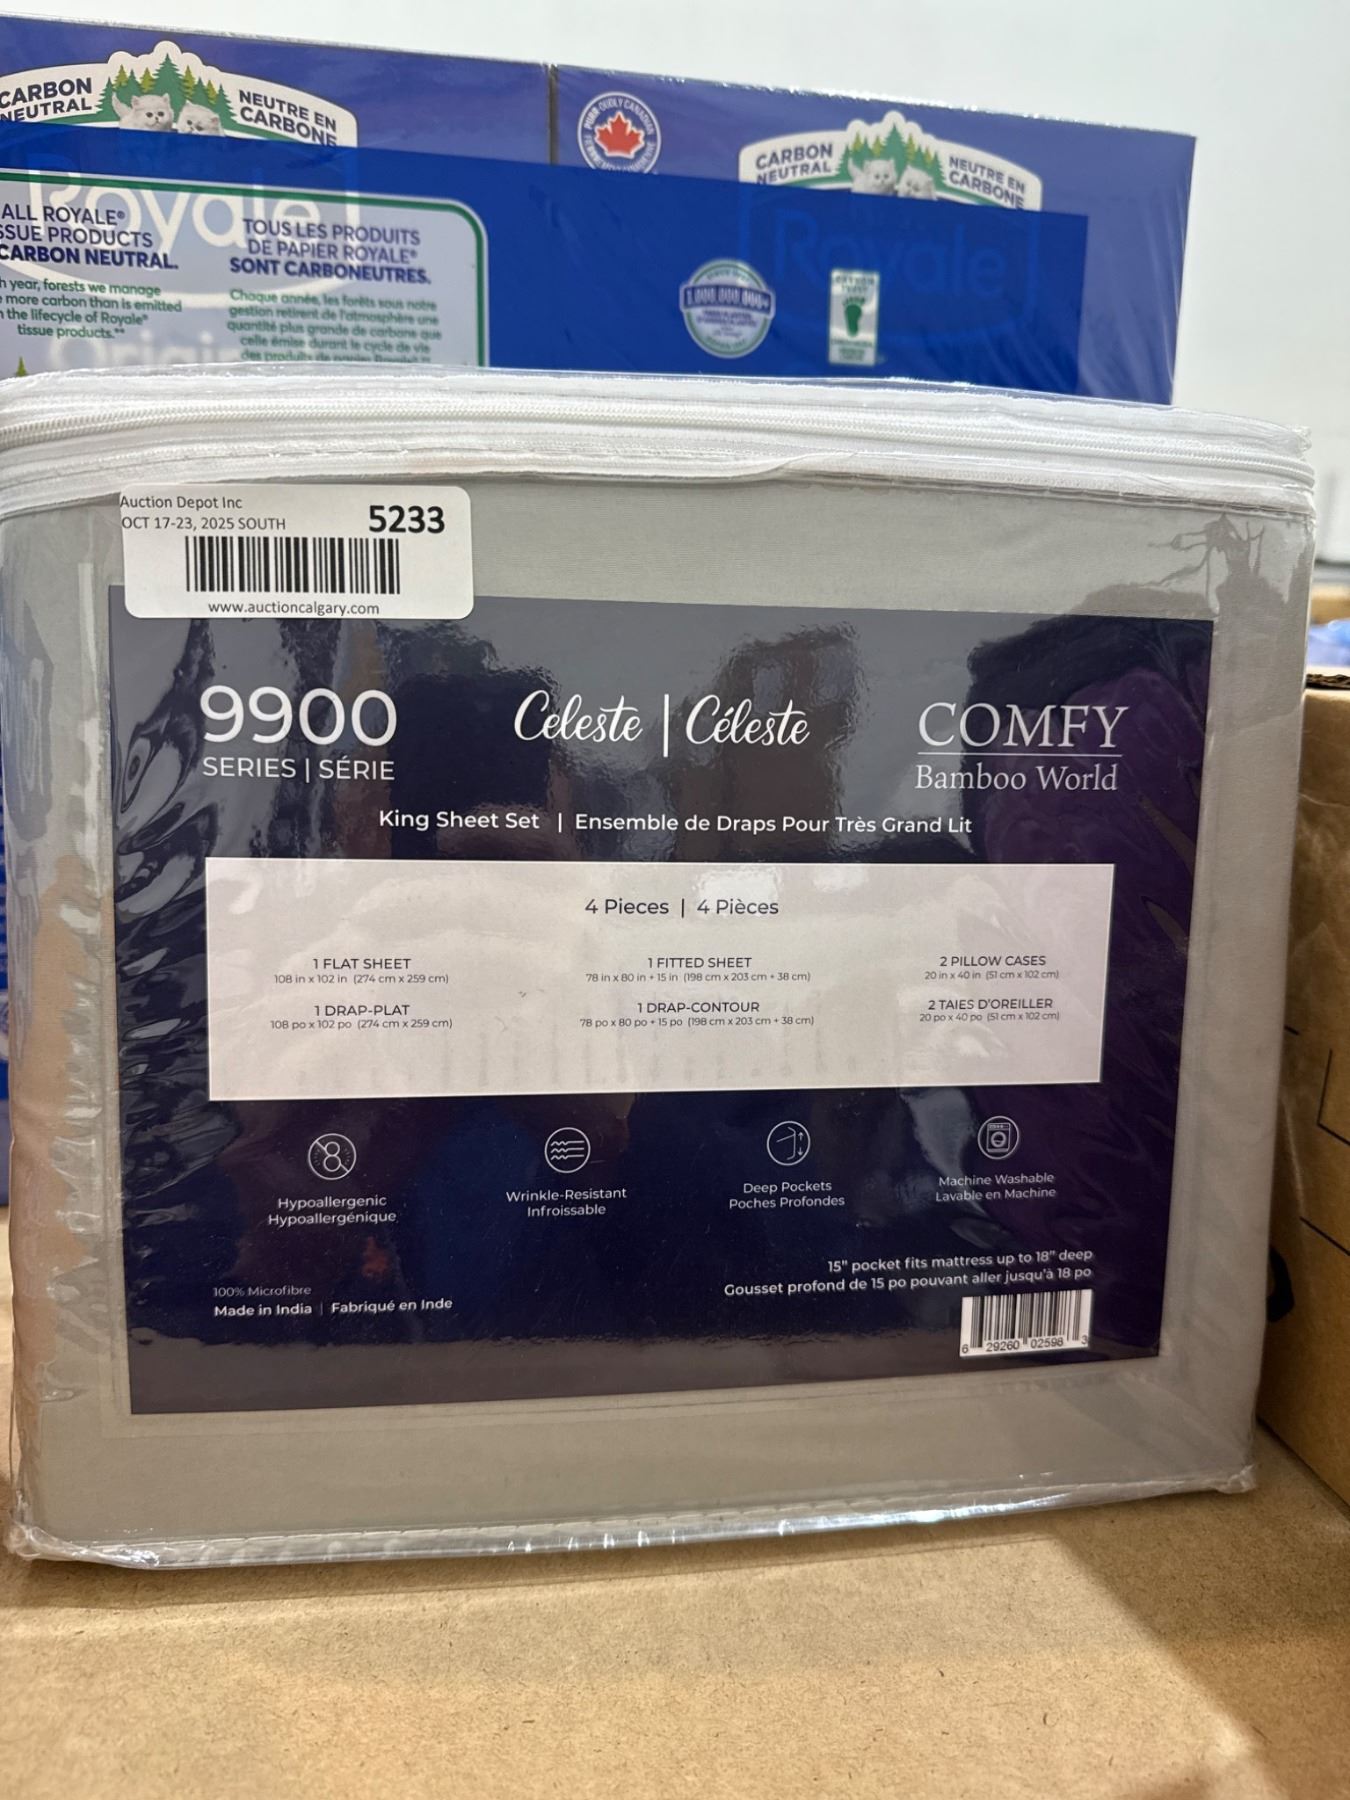 CARBON
NEUTRAL
NEUTRE EN
CARBONE
Royale
ALL ROYALE®
SSUE PRODUCTS
CARBON NEUTRAL.
h year, forests we manage
more carbon than is emitted
n the lifecycle of Royale®
tissue products.**
TOUS LES PRODUITS
DE PAPIER ROYALE®
SONT CARBONEUTRES.
Chaque année, les forêts sous notre
gestion retirent de l'atmosphère une
quantité plus grande de carbone que
celle émise durant le cycle de vie
des produits de papier Royale®.**
CARBON
NEUTRAL
NEUTRE EN
CARBONE
Royale
Auction Depot Inc
OCT 17-23, 2025 SOUTH
5233
www.auctioncalgary.com
9900
SERIES | SÉRIE
Celeste | Céleste
COMFY
Bamboo World
King Sheet Set | Ensemble de Draps Pour Très Grand Lit
4 Pieces | 4 Pièces
1 FLAT SHEET
108 in x 102 in (274 cm x 259 cm)
1 DRAP-PLAT
108 po x 102 po (274 cm x 259 cm)
1 FITTED SHEET
78 in x 80 in + 15 in (198 cm x 203 cm + 38 cm)
1 DRAP-CONTOUR
78 po x 80 po + 15 po (198 cm x 203 cm + 38 cm)
2 PILLOW CASES
20 in x 40 in (51 cm x 102 cm)
2 TAIES D'OREILLER
20 po x 40 po (51 cm x 102 cm)
Hypoallergenic
Hypoallergénique
Wrinkle-Resistant
Infroissable
Deep Pockets
Poches Profondes
Machine Washable
Lavable en Machine
15" pocket fits mattress up to 18" deep
Gousset profond de 15 po pouvant aller jusqu'à 18 po
100% Microfibre
Made in India | Fabriqué en Inde
6 29260 02598 3